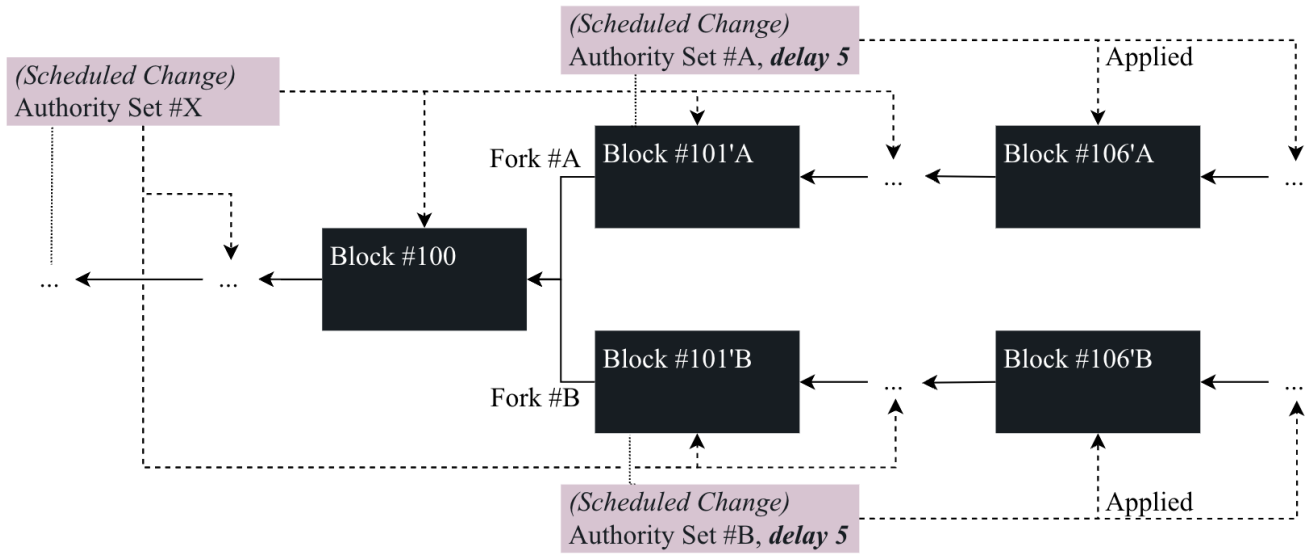 (Scheduled Change)
Authority Set #A, delay 5
Applied
(Scheduled Change)
Authority Set #X
Fork #A
Block #101'A
...
Block #106'A
...
...
...
Block #100
Fork #B
Block #101'B
...
Block #106'B
...
(Scheduled Change)
Authority Set #B, delay 5
Applied